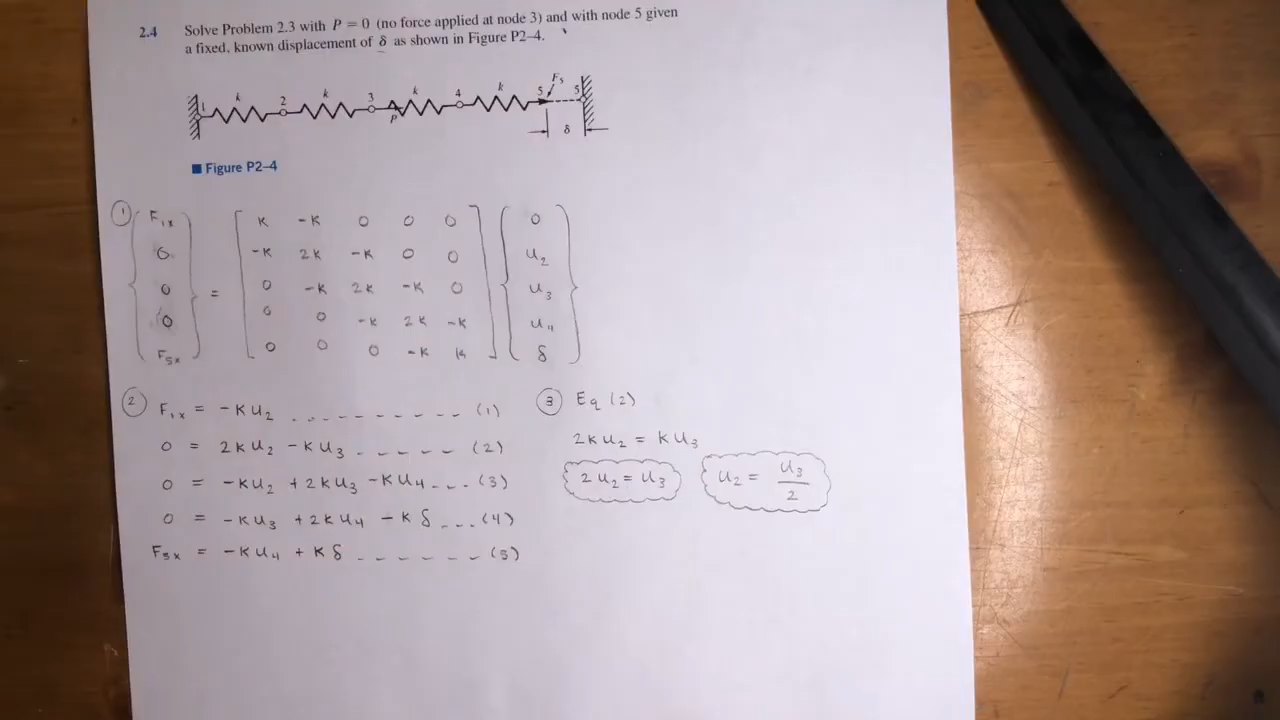 2.4 Solve Problem 2.3 with P = 0 (no force applied at node 3) and with node 5 given
a fixed, known displacement of δ as shown in Figure P2–4.
k k k k F₅
1 2 3 4 5 5
P
δ
■ Figure P2–4
① { F₁ₓ 0 0 0 F₅ₓ } = [
K -K 0 0 0
-K 2K -K 0 0
0 -K 2K -K 0
0 0 -K 2K -K
0 0 0 -K K
] { 0 u₂ u₃ u₄ δ }
② F₁ₓ = -K u₂ --------- (1)
0 = 2K u₂ - K u₃ ------ (2)
0 = -K u₂ + 2K u₃ - K u₄ --- (3)
0 = -K u₃ + 2K u₄ - K δ --- (4)
F₅ₓ = -K u₄ + K δ ------- (5)
③ Eq (2)
2K u₂ = K u₃
2 u₂ = u₃ u₂ = u₃/2